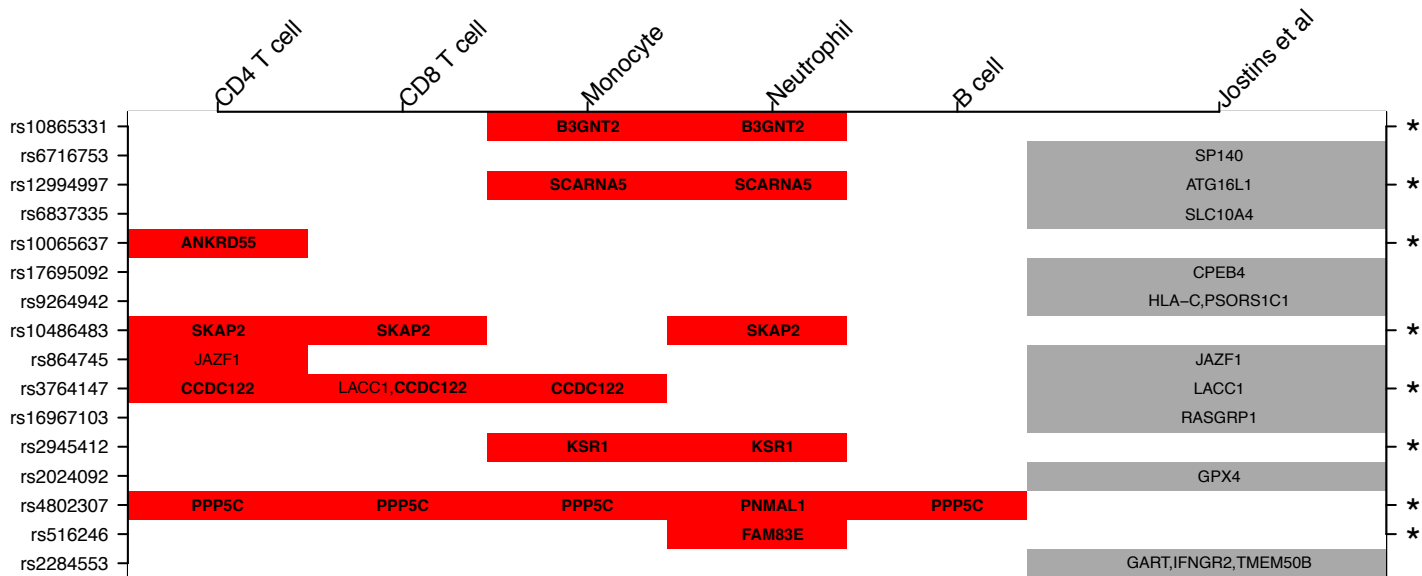 CD4 T cell CD8 T cell Monocyte Neutrophil B cell Jostins et al
rs10865331 B3GNT2 B3GNT2 *
rs6716753 SP140
rs12994997 SCARNA5 SCARNA5 ATG16L1 *
rs6837335 SLC10A4
rs10065637 ANKRD55 *
rs17695092 CPEB4
rs9264942 HLA−C,PSORS1C1
rs10486483 SKAP2 SKAP2 SKAP2 *
rs864745 JAZF1 JAZF1
rs3764147 CCDC122 LACC1,CCDC122 CCDC122 LACC1 *
rs16967103 RASGRP1
rs2945412 KSR1 KSR1 *
rs2024092 GPX4
rs4802307 PPP5C PPP5C PPP5C PNMAL1 PPP5C *
rs516246 FAM83E *
rs2284553 GART,IFNGR2,TMEM50B